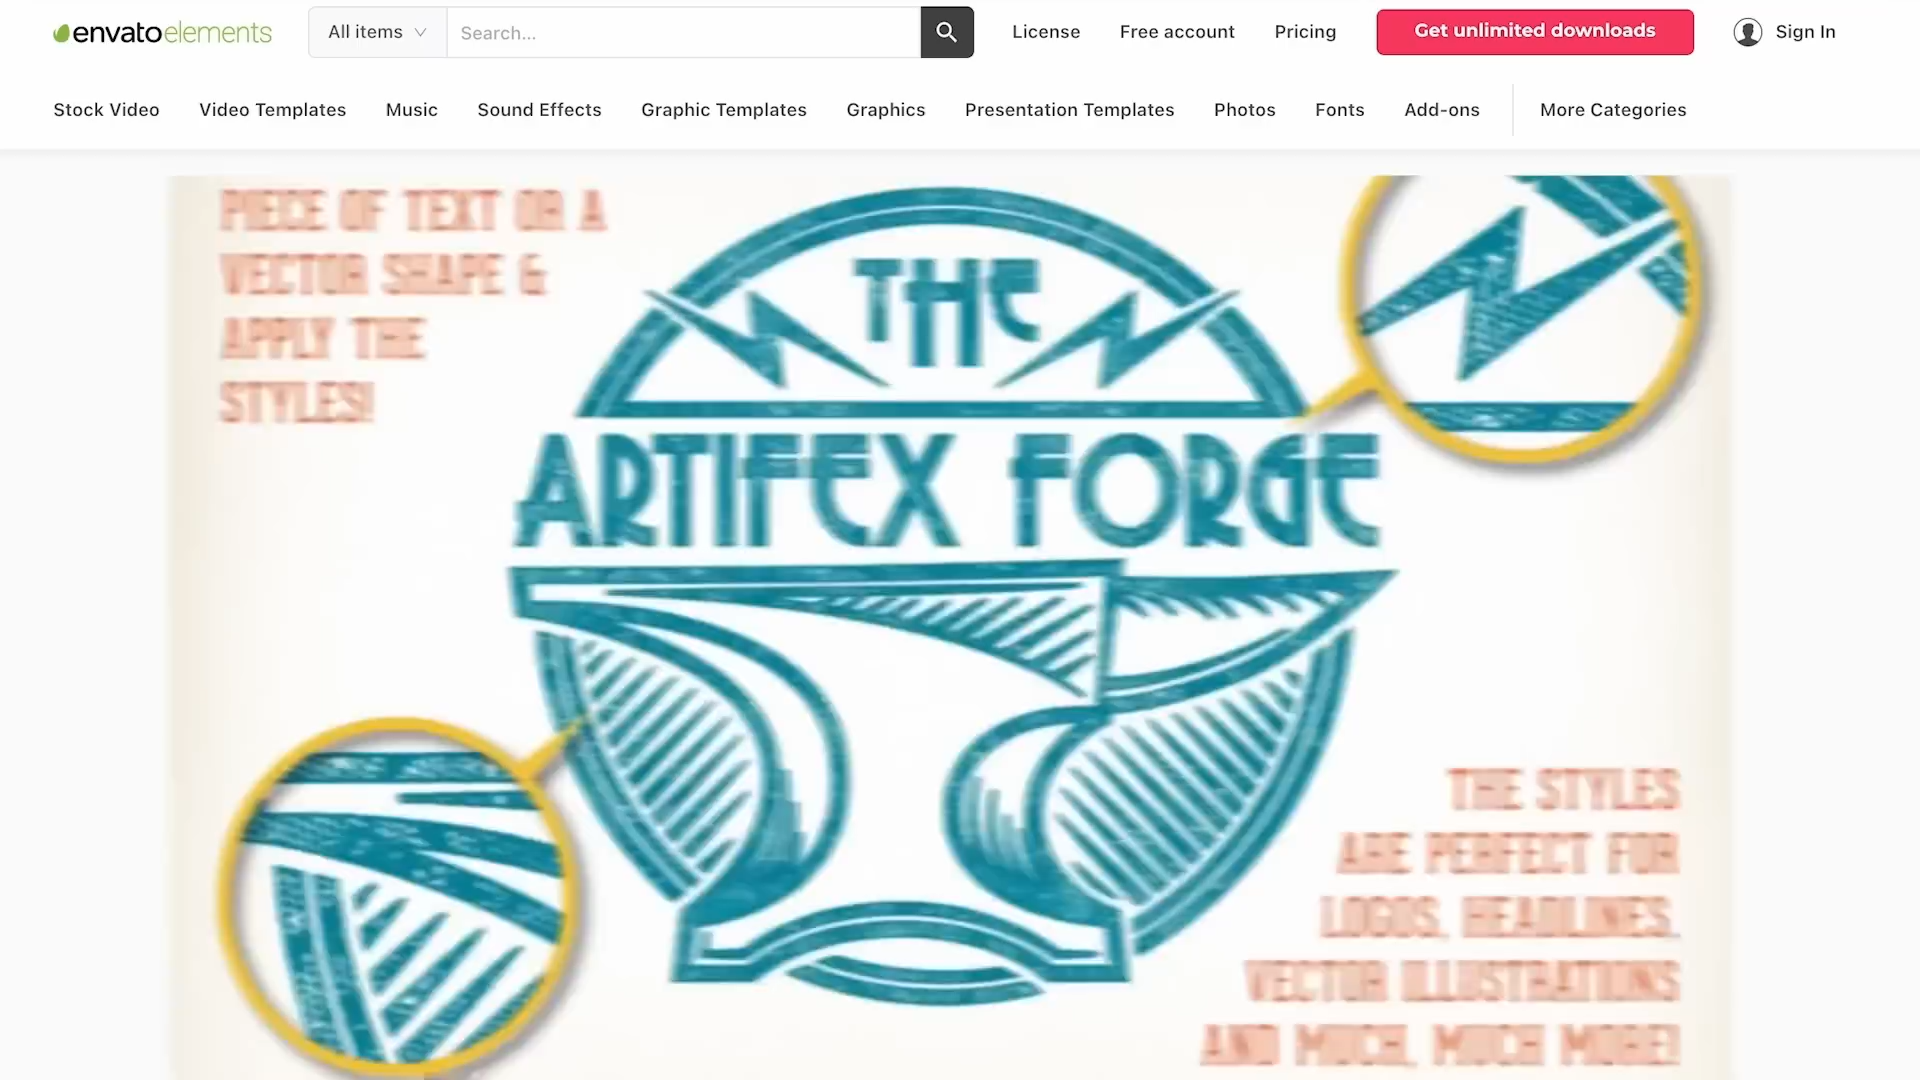 envatoelements
All items
Search...
License
Free account
Pricing
Get unlimited downloads
Sign In
Stock Video
Video Templates
Music
Sound Effects
Graphic Templates
Graphics
Presentation Templates
Photos
Fonts
Add-ons
More Categories
PIECE OF TEXT OR A
VECTOR SHAPE &
APPLY THE
STYLES!
THE
ARTIFEX FORGE
THE STYLES
ARE PERFECT FOR
LOGOS, HEADLINES,
VECTOR ILLUSTRATIONS
AND MUCH, MUCH MORE!